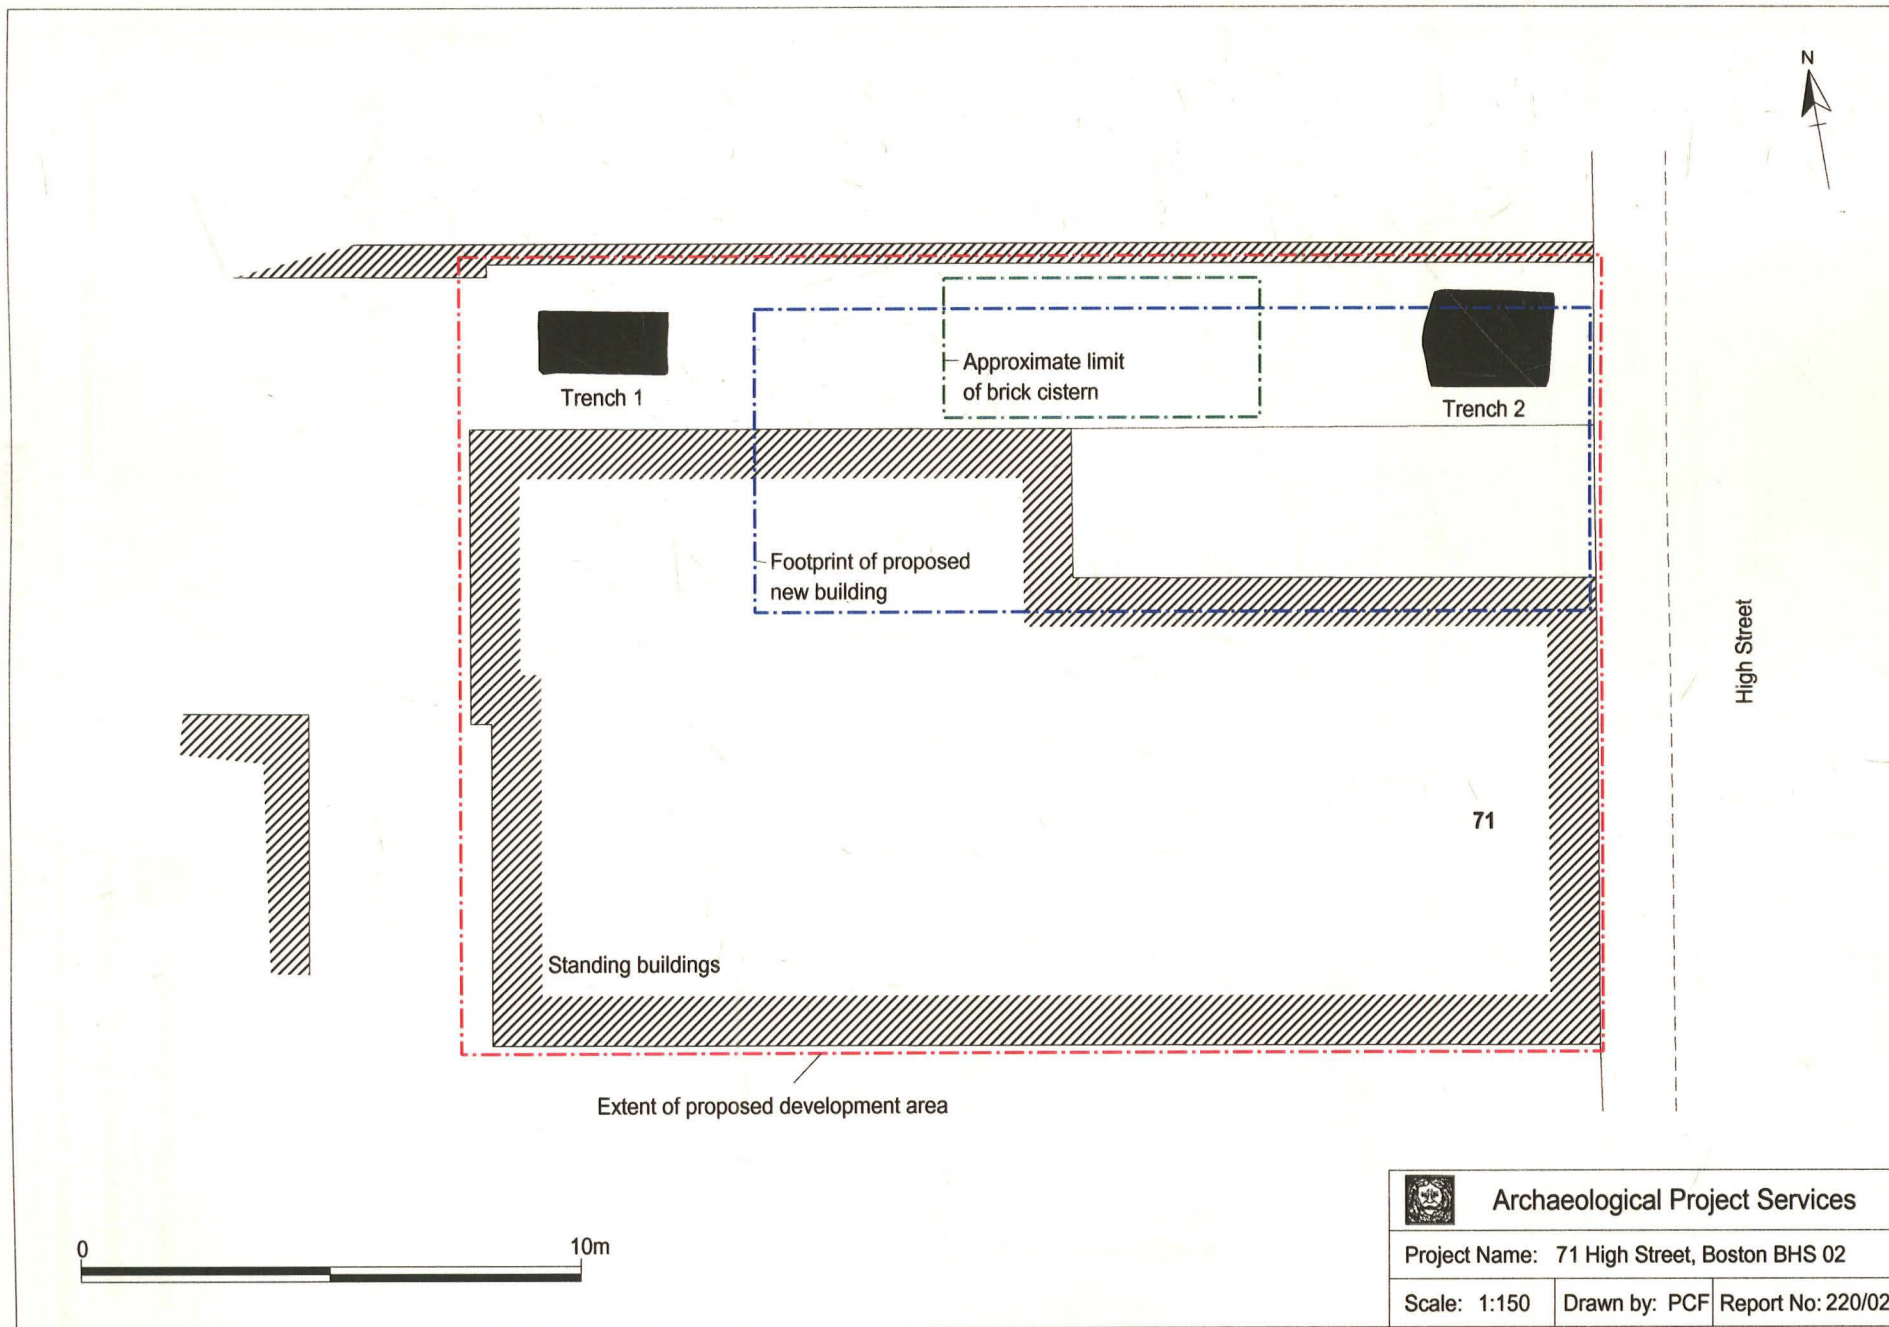 N
Approximate limit
of brick cistern
Trench 1
Trench 2
Footprint of proposed
new building
High Street
71
Standing buildings
Extent of proposed development area
0 10m
Archaeological Project Services
Project Name: 71 High Street, Boston BHS 02
Scale: 1:150 Drawn by: PCF Report No: 220/02